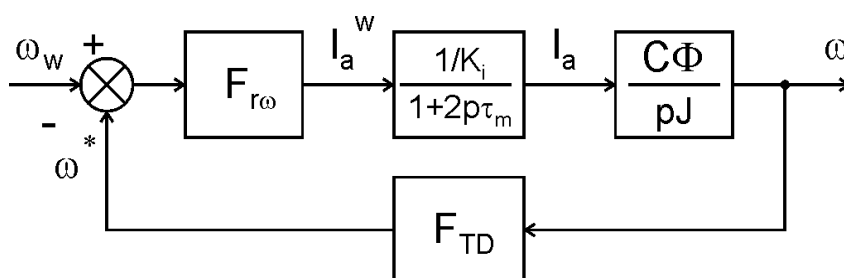 ω_w + F_rω I_a^w 1/K_i I_a CΦ ω
1+2pτ_m pJ
-
ω*
F_TD